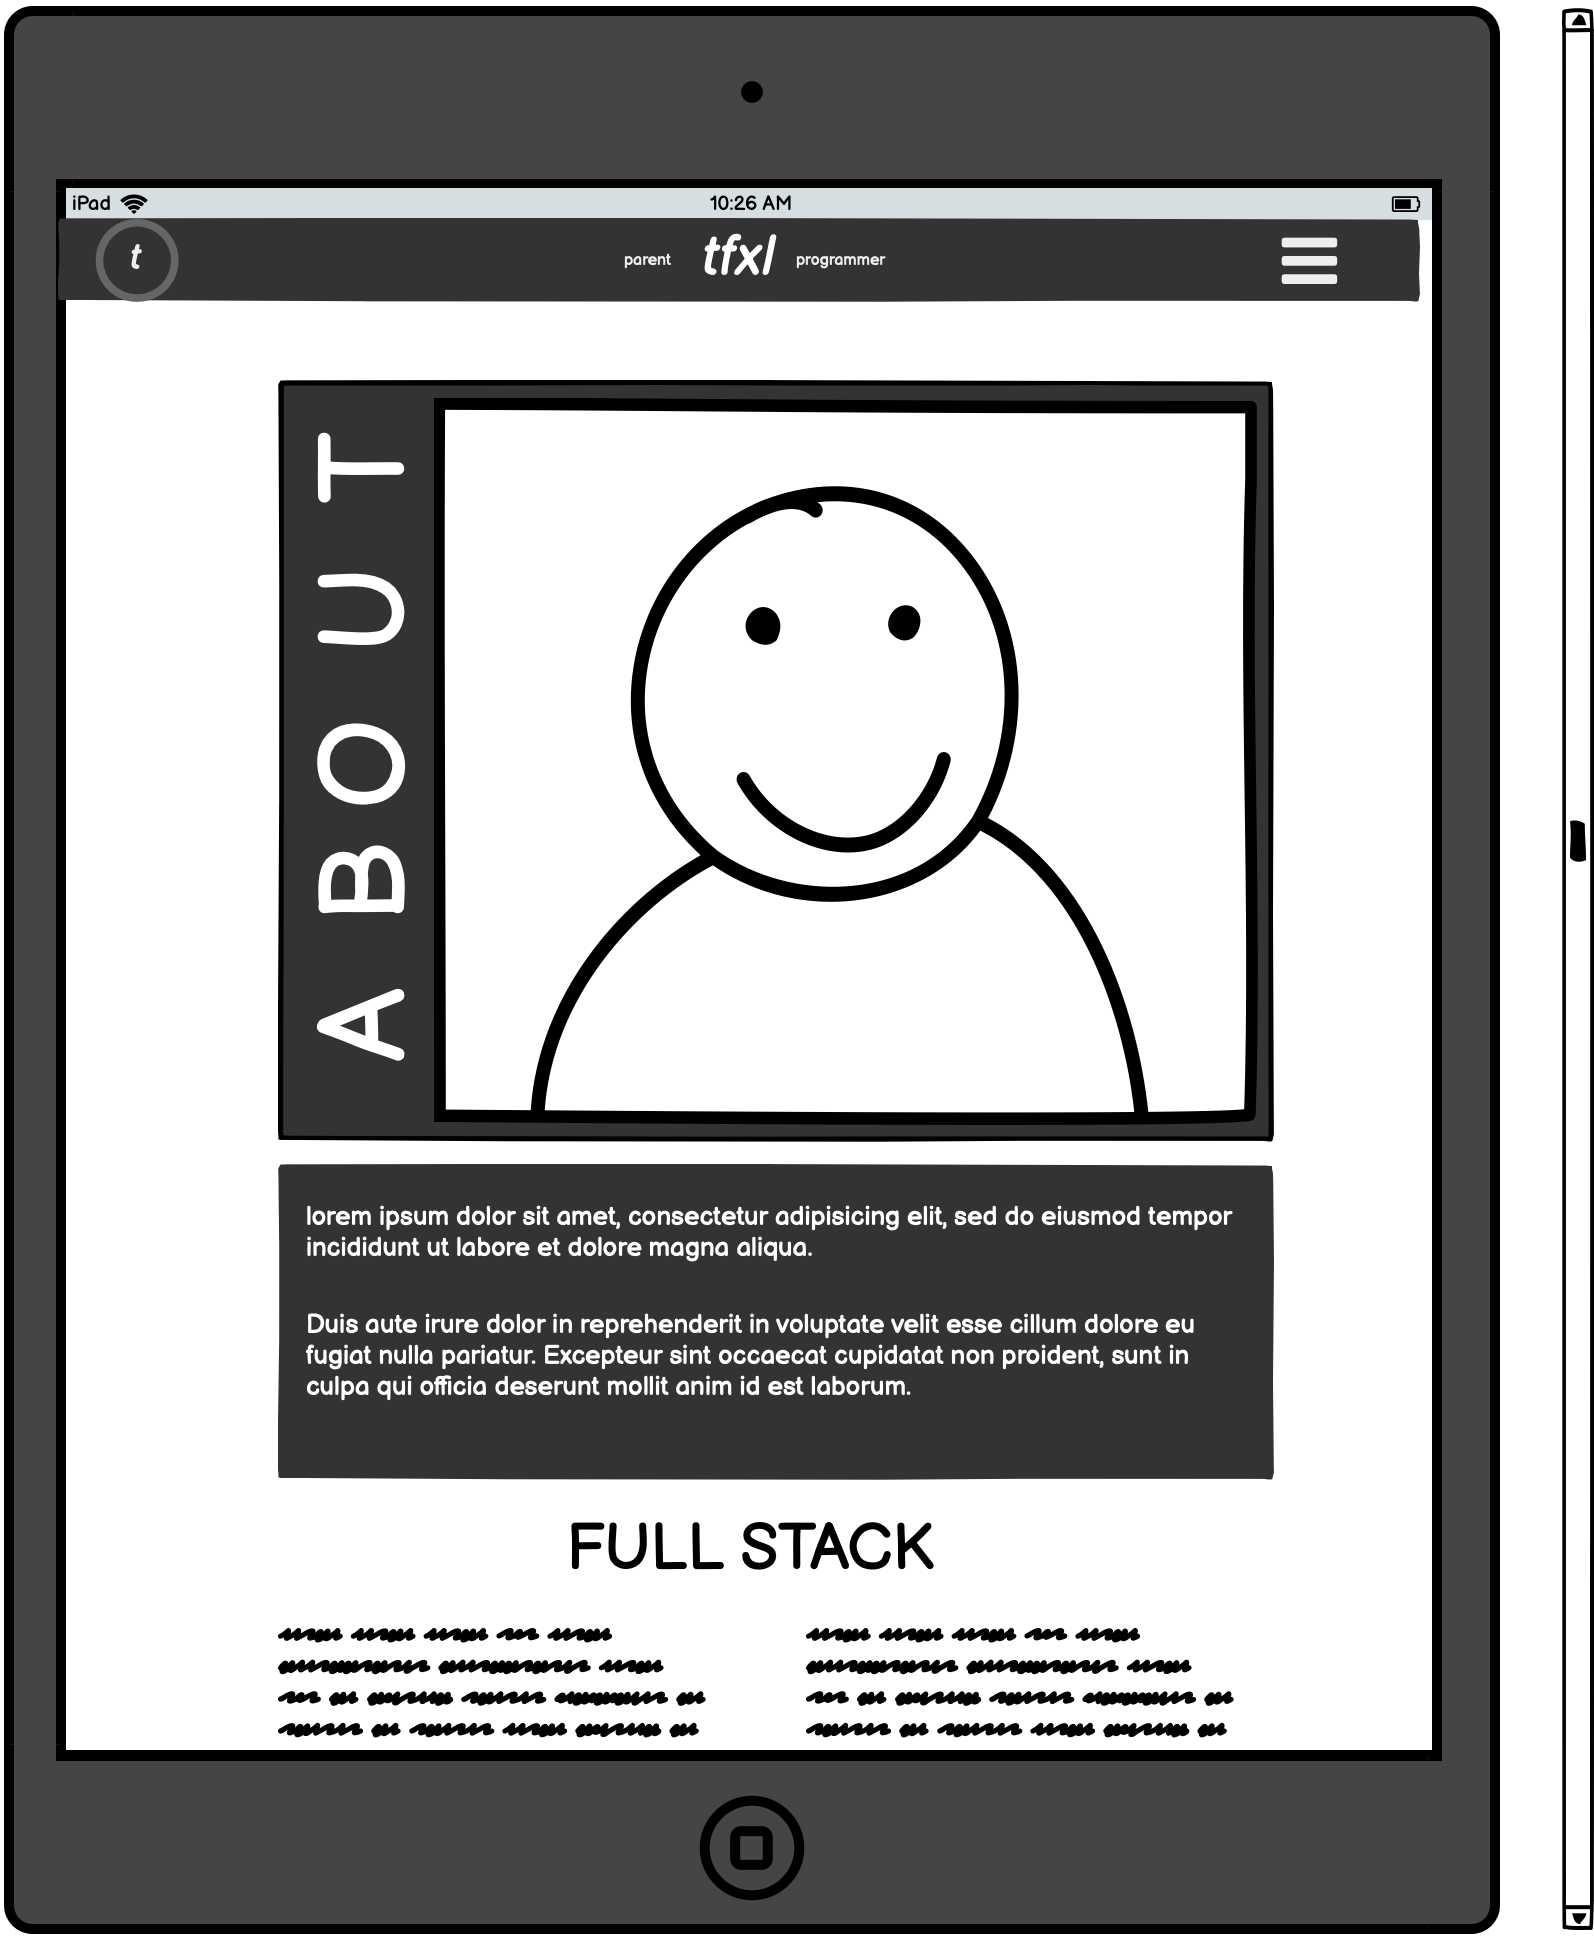 iPad 10:26 AM
t parent tfxl programmer
ABOUT
lorem ipsum dolor sit amet, consectetur adipisicing elit, sed do eiusmod tempor
incididunt ut labore et dolore magna aliqua.
Duis aute irure dolor in reprehenderit in voluptate velit esse cillum dolore eu
fugiat nulla pariatur. Excepteur sint occaecat cupidatat non proident, sunt in
culpa qui officia deserunt mollit anim id est laborum.
FULL STACK